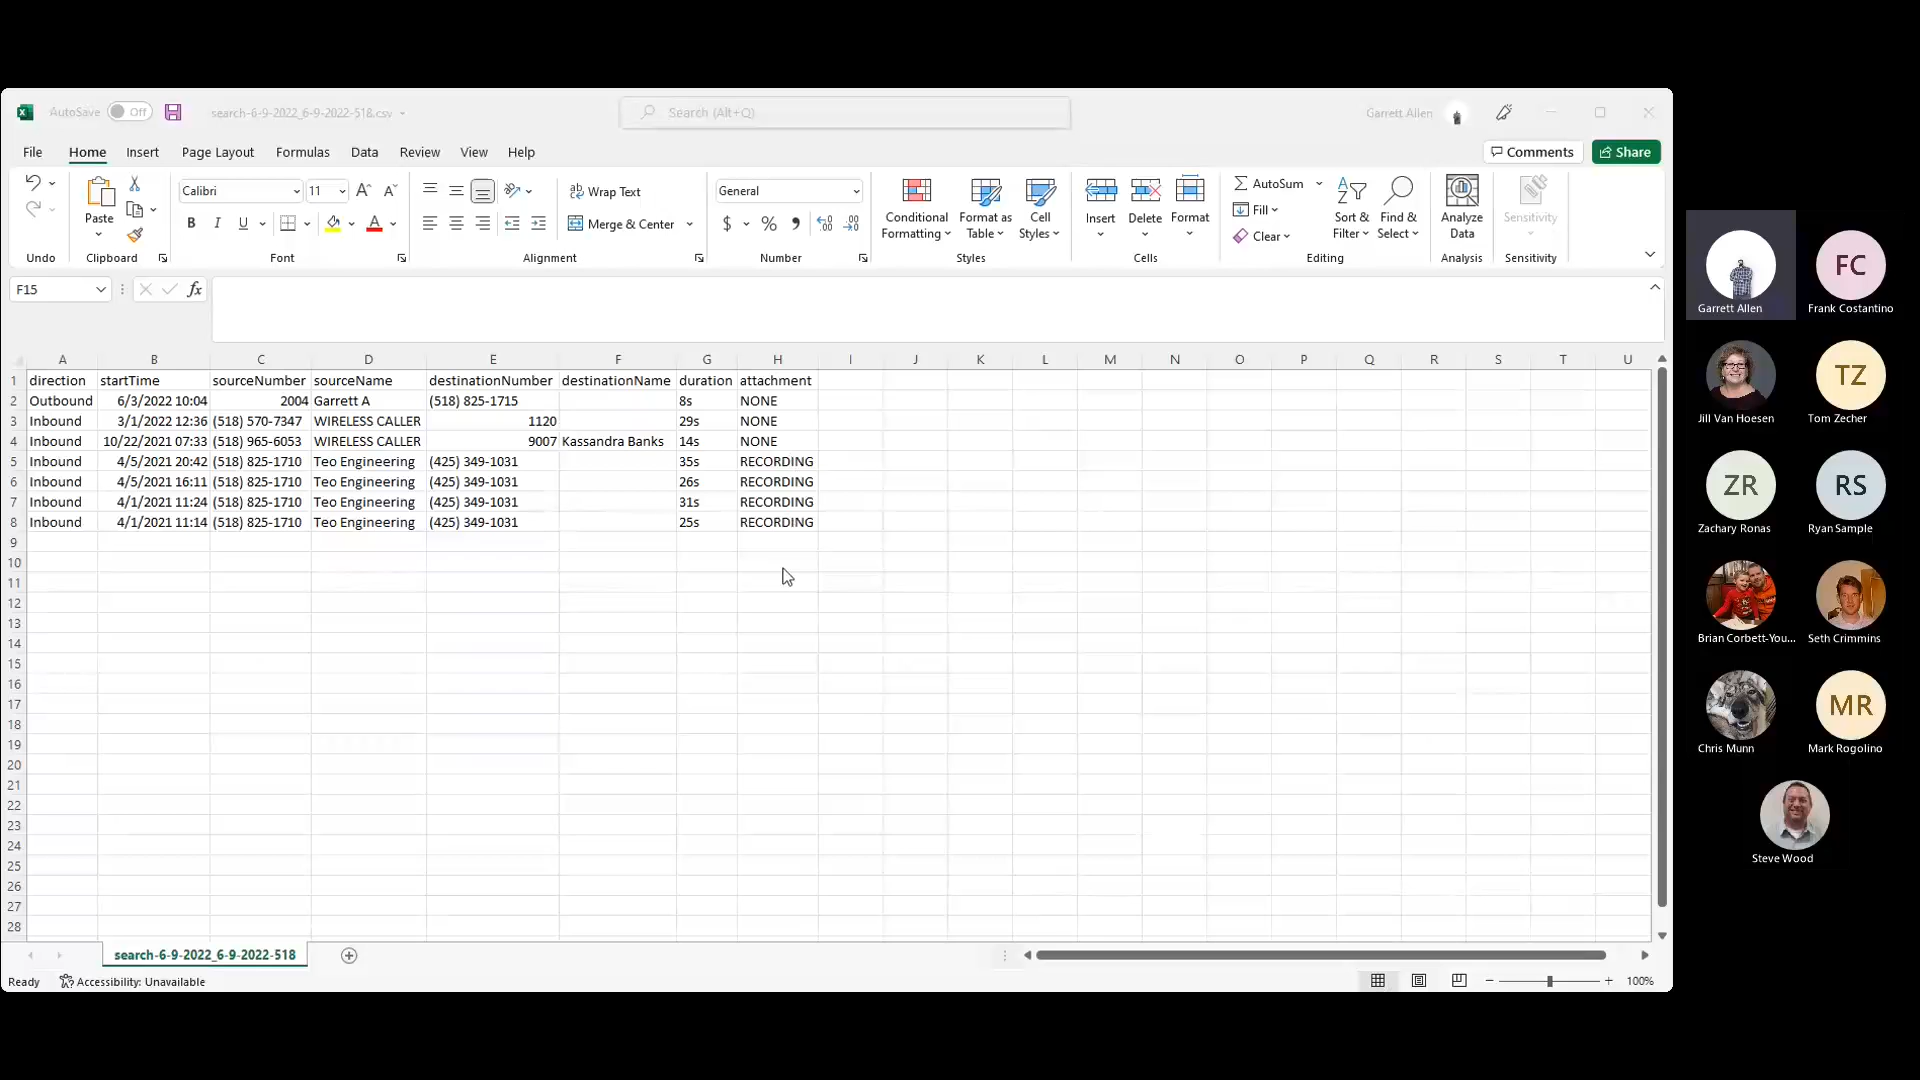 AutoSave Off search-6-9-2022_6-9-2022-518.csv Search (Alt+Q) Garrett Allen
File Home Insert Page Layout Formulas Data Review View Help Comments Share
Calibri 11 Wrap Text General AutoSum
Paste Merge & Center $ % Conditional Formatting Format as Table Cell Styles Insert Delete Format Fill Clear Sort & Filter Find & Select Analyze Data Sensitivity
Undo Clipboard Font Alignment Number Styles Cells Editing Analysis Sensitivity
F15 fx
A B C D E F G H I J K L M N O P Q R S T U
1 direction startTime sourceNumber sourceName destinationNumber destinationName duration attachment
2 Outbound 6/3/2022 10:04 2004 Garrett A (518) 825-1715 8s NONE
3 Inbound 3/1/2022 12:36 (518) 570-7347 WIRELESS CALLER 1120 29s NONE
4 Inbound 10/22/2021 07:33 (518) 965-6053 WIRELESS CALLER 9007 Kassandra Banks 14s NONE
5 Inbound 4/5/2021 20:42 (518) 825-1710 Teo Engineering (425) 349-1031 35s RECORDING
6 Inbound 4/5/2021 16:11 (518) 825-1710 Teo Engineering (425) 349-1031 26s RECORDING
7 Inbound 4/1/2021 11:24 (518) 825-1710 Teo Engineering (425) 349-1031 31s RECORDING
8 Inbound 4/1/2021 11:14 (518) 825-1710 Teo Engineering (425) 349-1031 25s RECORDING
9
10
11
12
13
14
15
16
17
18
19
20
21
22
23
24
25
26
27
28
search-6-9-2022_6-9-2022-518
Ready Accessibility: Unavailable 100%
FC
Garrett Allen Frank Costantino
TZ
Jill Van Hoesen Tom Zecher
ZR RS
Zachary Ronas Ryan Sample
Brian Corbett-You... Seth Crimmins
MR
Chris Munn Mark Rogolino
Steve Wood